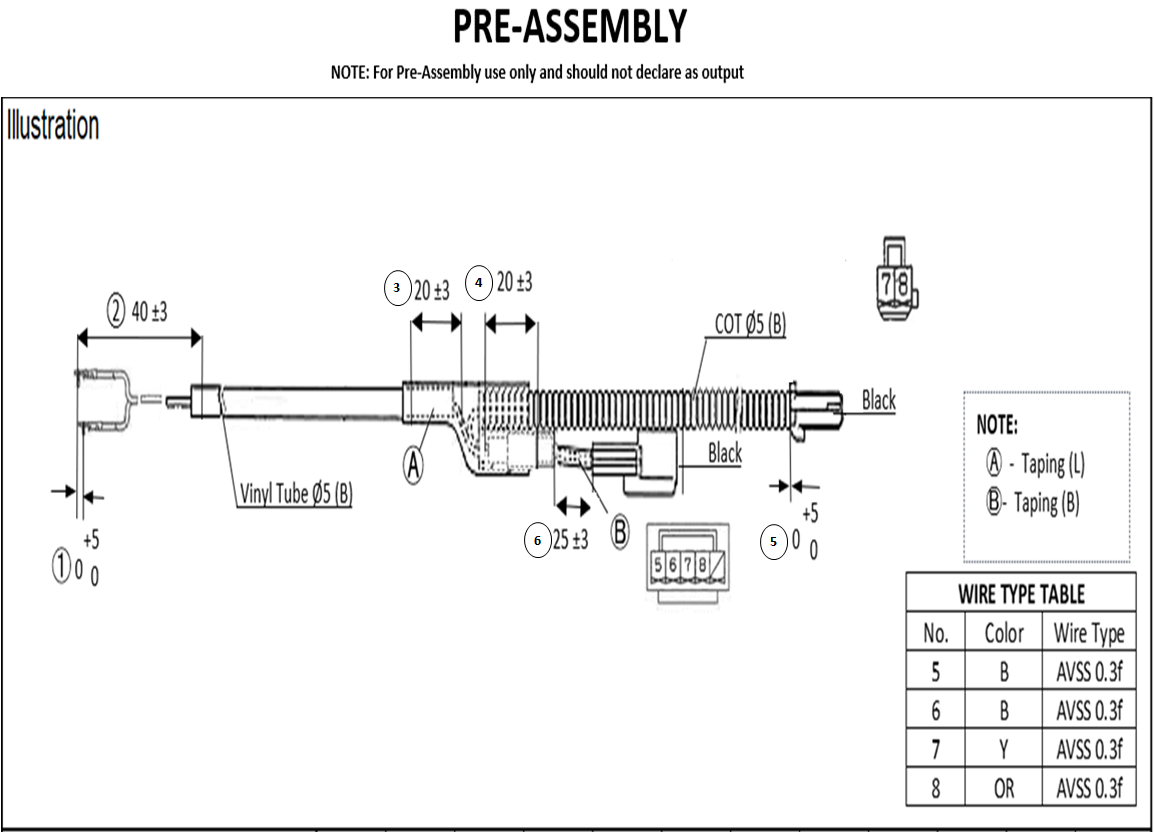 PRE-ASSEMBLY
NOTE: For Pre-Assembly use only and should not declare as output
Illustration
3 20 ±3
4 20 ±3
2 40 ±3
7 8
COT Ø5 (B)
Black
Black
A
Vinyl Tube Ø5 (B)
NOTE:
A - Taping (L)
B - Taping (B)
6 25 ±3
B
5 6 7 8
5 0 +5 0
1 0 +5 0
WIRE TYPE TABLE
No. Color Wire Type
5 B AVSS 0.3f
6 B AVSS 0.3f
7 Y AVSS 0.3f
8 OR AVSS 0.3f